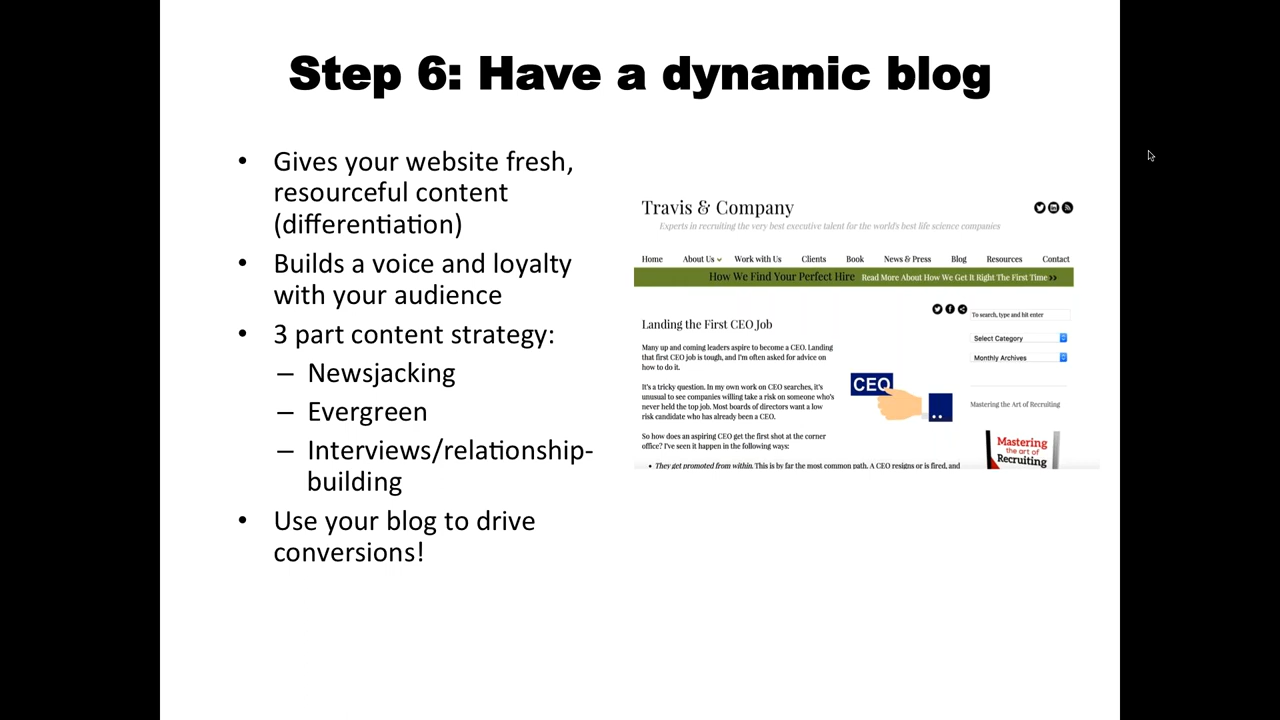 Step 6: Have a dynamic blog
• Gives your website fresh,
resourceful content
(differentiation)
• Builds a voice and loyalty
with your audience
• 3 part content strategy:
– Newsjacking
– Evergreen
– Interviews/relationship-
building
• Use your blog to drive
conversions!
Travis & Company
Experts in recruiting the very best executive talent for the world's best life science companies
Home About Us Work with Us Clients Book News & Press Blog Resources Contact
How We Find Your Perfect Hire Read More About How We Get It Right The First Time
Landing the First CEO Job
Many up and coming leaders aspire to become a CEO. Landing
that first CEO job is tough, and I'm often asked for advice on
how to do it.
It's a tricky question. In my own work on CEO searches, it's
unusual to see companies willing take a risk on someone who's
never held the top job. Most boards of directors want a low
risk candidate who has already been a CEO.
So how does an aspiring CEO get the first shot at the corner
office? I've seen it happen in the following ways:
• They get promoted from within. This is by far the most common path. A CEO resigns or is fired, and
CEO
To search, type and hit enter
Select Category
Monthly Archives
Mastering the Art of Recruiting
Mastering
the art of
Recruiting